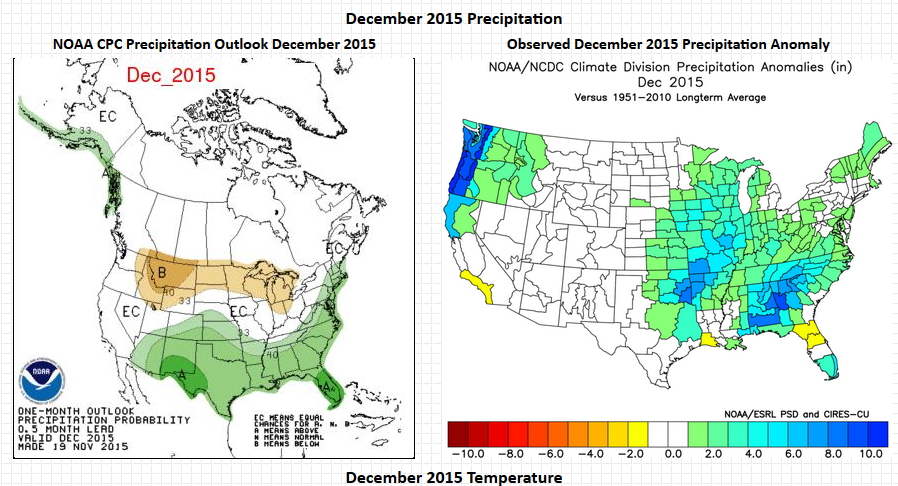 December 2015 Precipitation
NOAA CPC Precipitation Outlook December 2015
Observed December 2015 Precipitation Anomaly
Dec_2015
EC
33
A
EC
B
40
33
EC
EC
33
40
A
A
NOAA
ONE-MONTH OUTLOOK
PRECIPITATION PROBABILITY
0.5 MONTH LEAD
VALID DEC 2015
MADE 19 NOV 2015
EC MEANS EQUAL
CHANCES FOR A, N, B
A MEANS ABOVE
N MEANS NORMAL
B MEANS BELOW
NOAA/NCDC Climate Division Precipitation Anomalies (in)
Dec 2015
Versus 1951-2010 Longterm Average
NOAA/ESRL PSD and CIRES-CU
-10.0 -8.0 -6.0 -4.0 -2.0 0.0 2.0 4.0 6.0 8.0 10.0
December 2015 Temperature